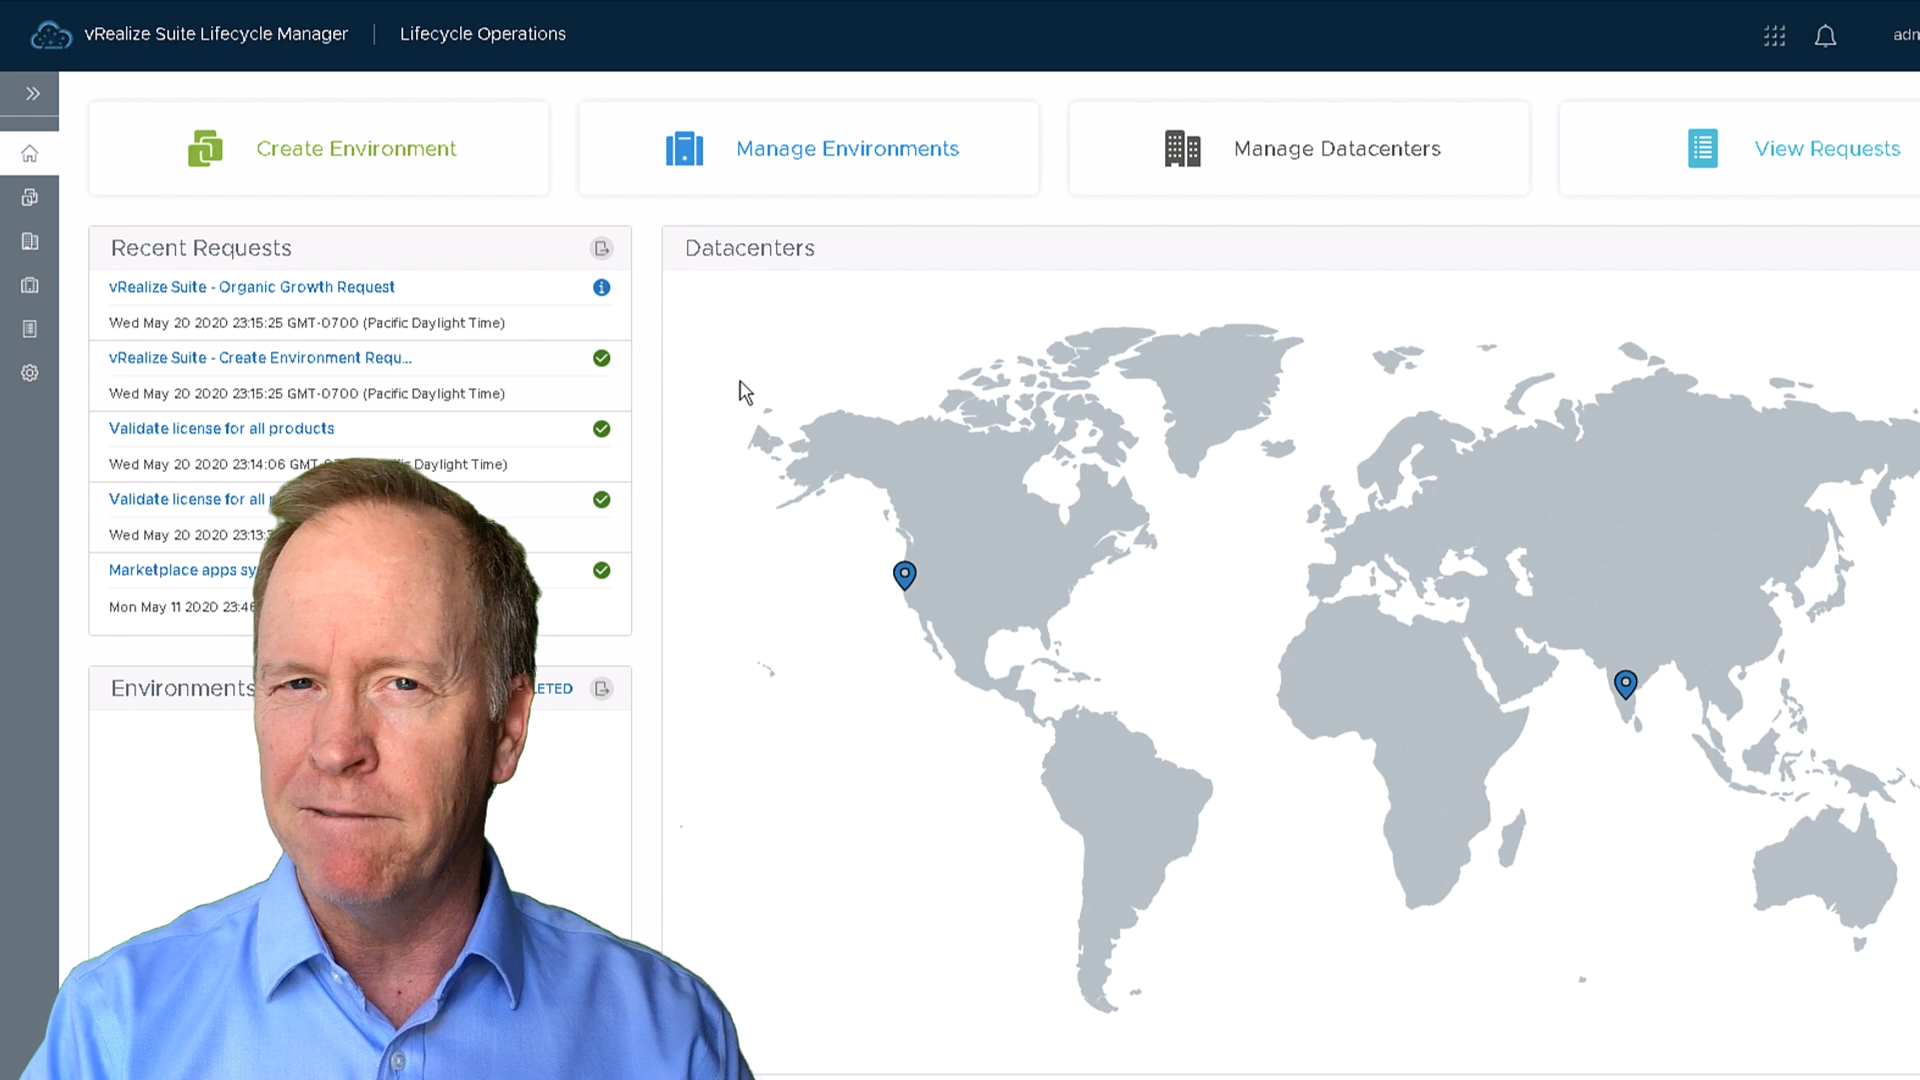 vRealize Suite Lifecycle Manager
Lifecycle Operations
Create Environment
Manage Environments
Manage Datacenters
View Requests
Recent Requests
vRealize Suite - Organic Growth Request
Wed May 20 2020 23:15:25 GMT-0700 (Pacific Daylight Time)
vRealize Suite - Create Environment Requ...
Wed May 20 2020 23:15:25 GMT-0700 (Pacific Daylight Time)
Validate license for all products
Wed May 20 2020 23:14:06 GMT Daylight Time)
Validate license for all
Wed May 20 2020 23:13:
Marketplace apps
Mon May 11 2020
Environments
Datacenters